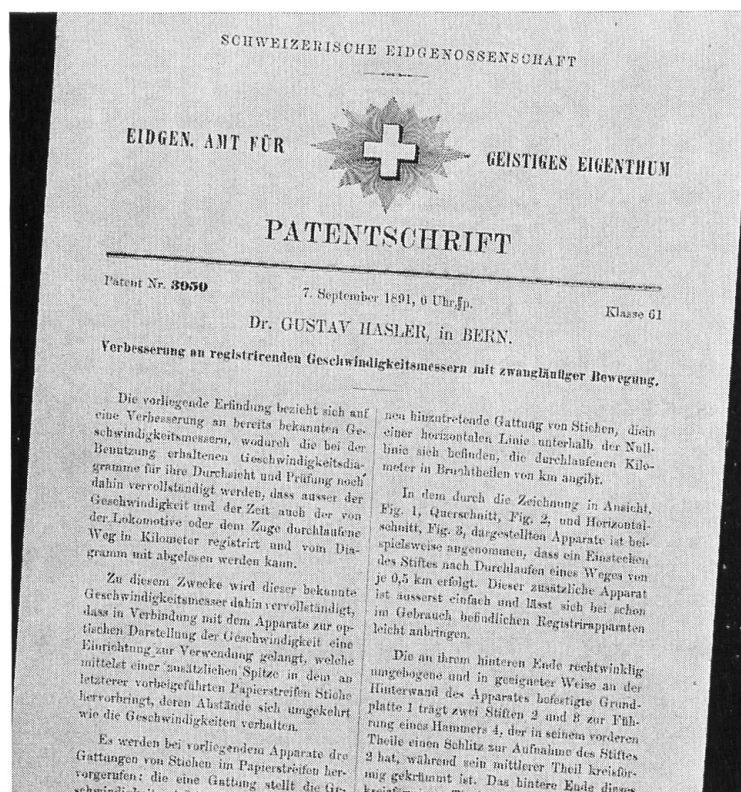 SCHWEIZERISCHE EIDGENOSSENSCHAFT
EIDGEN. AMT FÜR
GEISTIGES EIGENTHUM
PATENTSCHRIFT
Patent Nr. 3950
7. September 1891, 6 Uhr, p.
Klasse 61
Dr. GUSTAV HASLER, in BERN.
Verbesserung an registrirenden Geschwindigkeitsmessern mit zwangläufiger Bewegung.
Die vorliegende Erfindung bezieht sich auf
eine Verbesserung an bereits bekannten Ge-
schwindigkeitsmessern, wodurch die bei der
Benutzung erhaltenen Geschwindigkeitsdia-
gramme für ihre Durchsicht und Prüfung noch
dahin vervollständigt werden, dass ausser der
Geschwindigkeit und der Zeit auch der von
der Lokomotive oder dem Zuge durchlaufene
Weg in Kilometer registrirt und vom Dia-
gramm mit abgelesen werden kann.
Zu diesem Zwecke wird dieser bekannte
Geschwindigkeitsmesser dahin vervollständigt,
dass in Verbindung mit dem Apparate zur op-
tischen Darstellung der Geschwindigkeit eine
Einrichtung zur Verwendung gelangt, welche
mittelst einer zusätzlichen Spitze in dem an
letzterer vorbeigeführten Papierstreifen Stiche
hervorbringt, deren Abstände sich umgekehrt
wie die Geschwindigkeiten verhalten.
Es werden bei vorliegendem Apparate drei
Gattungen von Stichen im Papierstreifen her-
vorgerufen: die eine Gattung stellt die Ge-
nen hinzutretende Gattung von Stichen, die in
einer horizontalen Linie unterhalb der Null-
linie sich befinden, die durchlaufenen Kilo-
meter in Bruchtheilen von km angibt.
In dem durch die Zeichnung in Ansicht,
Fig. 1, Querschnitt, Fig. 2, und Horizontal-
schnitt, Fig. 3, dargestellten Apparate ist bei-
spielsweise angenommen, dass ein Einstechen
des Stiftes nach Durchlaufen eines Weges von
je 0,5 km erfolgt. Dieser zusätzliche Apparat
ist äusserst einfach und lässt sich bei schon
im Gebrauch befindlichen Registrirapparaten
leicht anbringen.
Die an ihrem hinteren Ende rechtwinklig
umgebogene und in geeigneter Weise an der
Hinterwand des Apparates befestigte Grund-
platte 1 trägt zwei Stiften 2 und 3 zur Füh-
rung eines Hammers 4, der in seinem vorderen
Theile einen Schlitz zur Aufnahme des Stiftes
2 hat, während sein mittlerer Theil kreisför-
mig gekrümmt ist. Das hintere Ende dieses